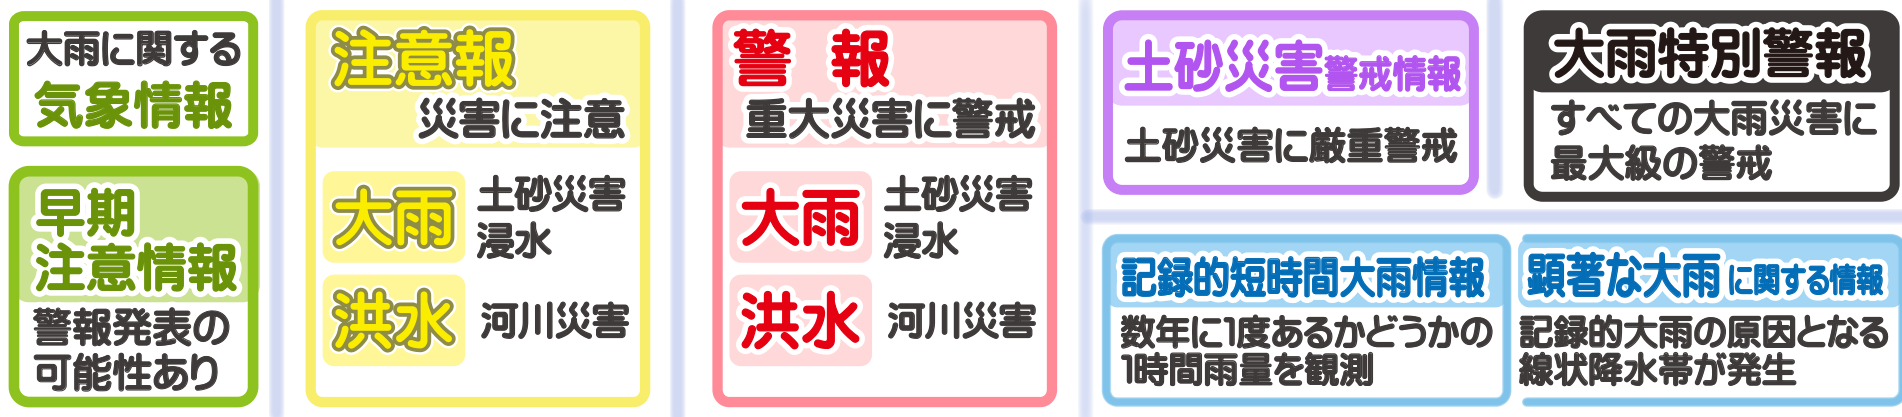 大雨に関する
気象情報
早期
注意情報
警報発表の
可能性あり
注意報
災害に注意
大雨
土砂災害
浸水
洪水
河川災害
警 報
重大災害に警戒
大雨
土砂災害
浸水
洪水
河川災害
土砂災害警戒情報
土砂災害に厳重警戒
大雨特別警報
すべての大雨災害に
最大級の警戒
記録的短時間大雨情報
数年に1度あるかどうかの
1時間雨量を観測
顕著な大雨に関する情報
記録的大雨の原因となる
線状降水帯が発生